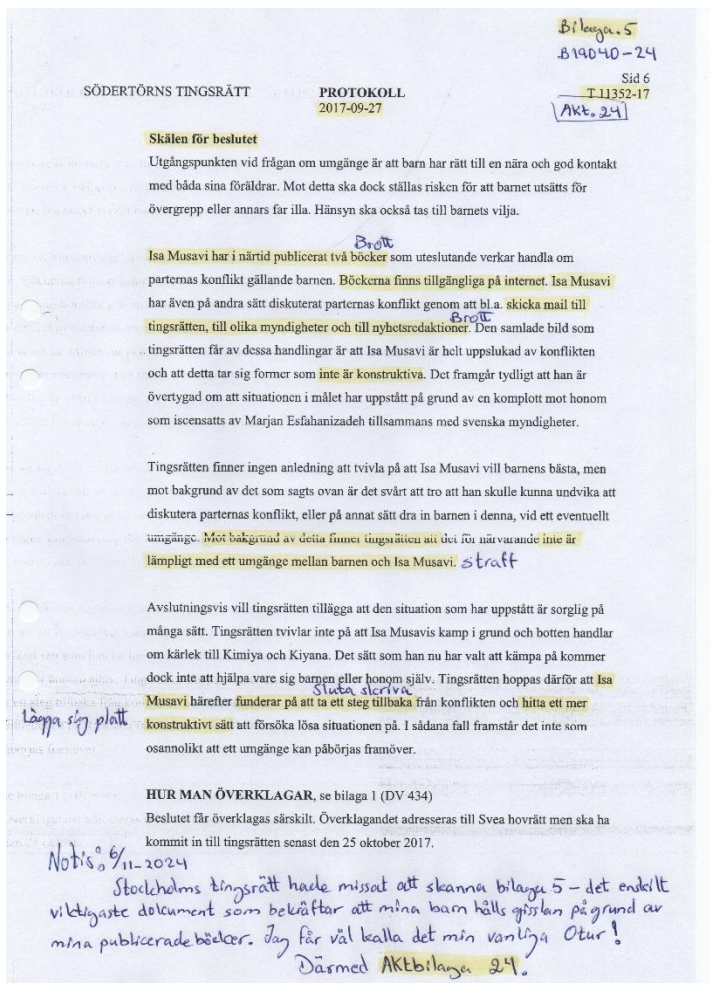 Bilaga.5
B19040-24
Sid 6
SÖDERTÖRNS TINGSRÄTT PROTOKOLL T 11352-17
2017-09-27
Akt. 24
Skälen för beslutet
Utgångspunkten vid frågan om umgänge är att barn har rätt till en nära och god kontakt
med båda sina föräldrar. Mot detta ska dock ställas risken för att barnet utsätts för
övergrepp eller annars far illa. Hänsyn ska också tas till barnets vilja.
Brott
Isa Musavi har i närtid publicerat två böcker som uteslutande verkar handla om
parternas konflikt gällande barnen. Böckerna finns tillgängliga på internet. Isa Musavi
har även på andra sätt diskuterat parternas konflikt genom att bl.a. skicka mail till
Brott
tingsrätten, till olika myndigheter och till nyhetsredaktioner. Den samlade bild som
tingsrätten får av dessa handlingar är att Isa Musavi är helt uppslukad av konflikten
och att detta tar sig former som inte är konstruktiva. Det framgår tydligt att han är
övertygad om att situationen i målet har uppstått på grund av en komplott mot honom
som iscensatts av Marjan Esfahanizadeh tillsammans med svenska myndigheter.
Tingsrätten finner ingen anledning att tvivla på att Isa Musavi vill barnens bästa, men
mot bakgrund av det som sagts ovan är det svårt att tro att han skulle kunna undvika att
diskutera parternas konflikt, eller på annat sätt dra in barnen i denna, vid ett eventuellt
umgänge. Mot bakgrund av detta finner tingsrätten att det för närvarande inte är
lämpligt med ett umgänge mellan barnen och Isa Musavi. straff
Avslutningsvis vill tingsrätten tillägga att den situation som har uppstått är sorglig på
många sätt. Tingsrätten tvivlar inte på att Isa Musavis kamp i grund och botten handlar
om kärlek till Kimiya och Kiyana. Det sätt som han nu har valt att kämpa på kommer
dock inte att hjälpa vare sig barnen eller honom själv. Tingsrätten hoppas därför att Isa
Sluta skriva
Musavi härefter funderar på att ta ett steg tillbaka från konflikten och hitta ett mer
Lägga sig platt
konstruktivt sätt att försöka lösa situationen på. I sådana fall framstår det inte som
osannolikt att ett umgänge kan påbörjas framöver.
HUR MAN ÖVERKLAGAR, se bilaga 1 (DV 434)
Beslutet får överklagas särskilt. Överklagandet adresseras till Svea hovrätt men ska ha
kommit in till tingsrätten senast den 25 oktober 2017.
Notis: 6/11-2024
Stockholms tingsrätt hade missat att skanna bilaga 5 – det enskilt
viktigaste dokument som bekräftar att mina barn hålls gisslan på grund av
mina publicerade böcker. Jag får väl kalla det min vanliga Otur!
Därmed AKtbilaga 24.